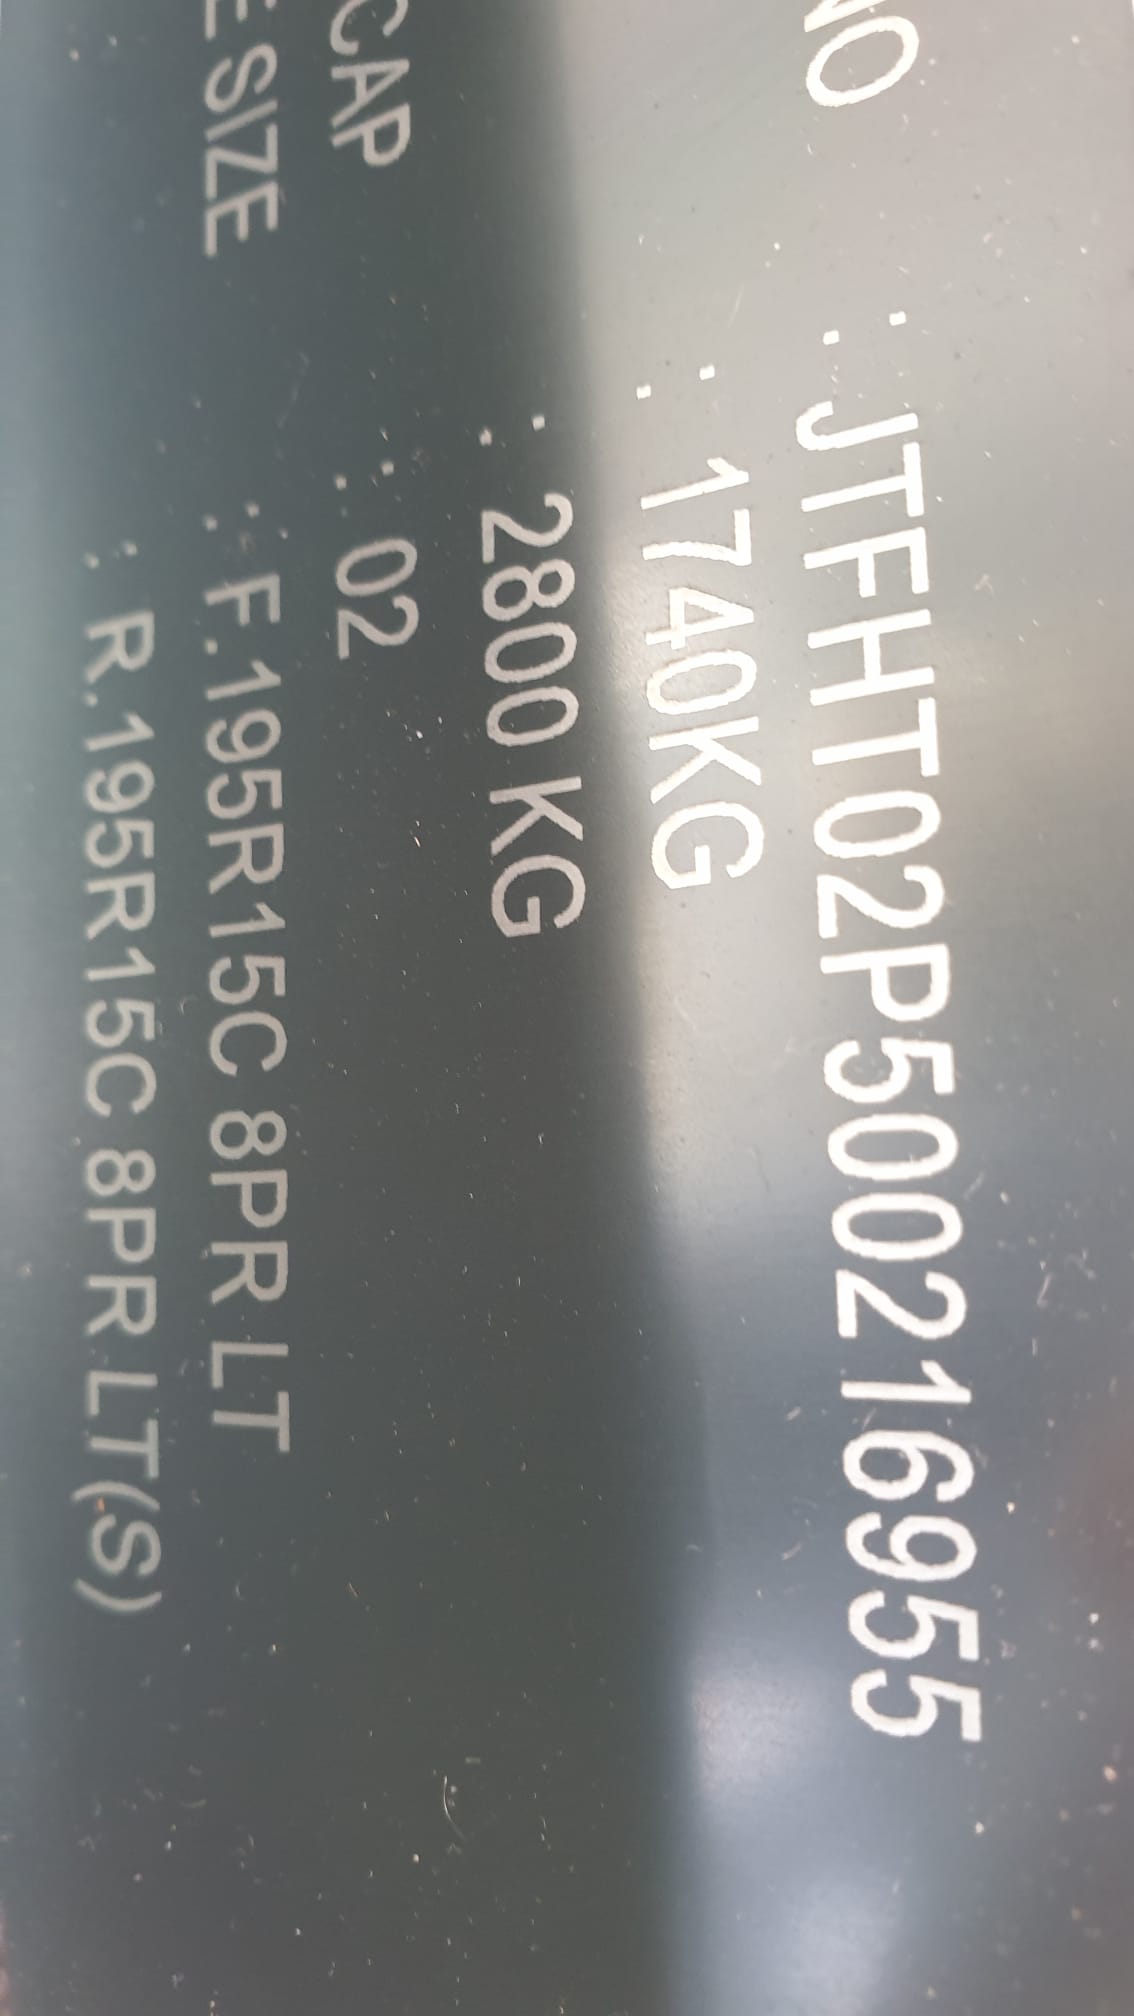 NO : JTFHT02P500216955
: 1740KG
: 2800 KG
CAP : 02
E SIZE : F.195R15C 8PR LT
: R.195R15C 8PR LT(S)